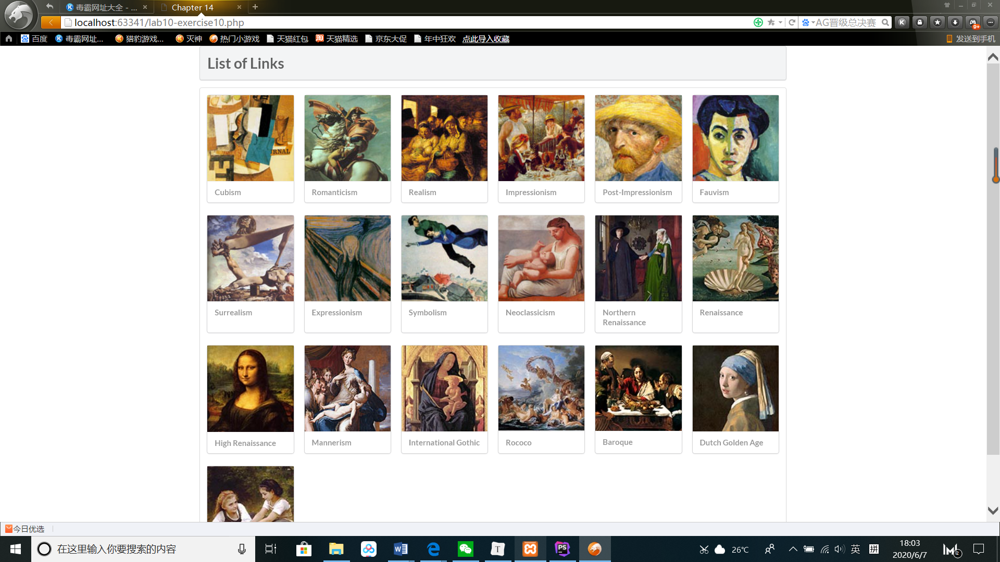 毒霸网址大全 - ...
Chapter 14
localhost:63341/lab10-exercise10.php
AG晋级总决赛
9+
百度
毒霸网址...
猎豹游戏...
灭神
热门小游戏
天猫红包
天猫精选
京东大促
年中狂欢
点此导入收藏
发送到手机
List of Links
Cubism
Romanticism
Realism
Impressionism
Post-Impressionism
Fauvism
Surrealism
Expressionism
Symbolism
Neoclassicism
Northern
Renaissance
Renaissance
High Renaissance
Mannerism
International Gothic
Rococo
Baroque
Dutch Golden Age
今日优选
在这里输入你要搜索的内容
26°C
英
拼
18:03
2020/6/7
2